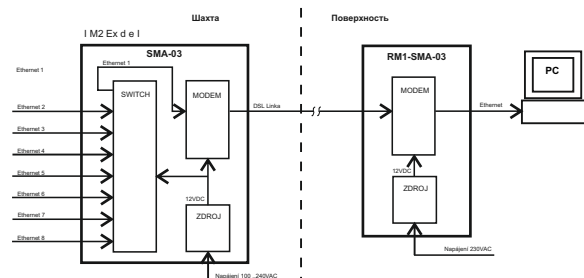 Шахта
Поверхность
I M2 Ex d e I
SMA-03
RM1-SMA-03
Ethernet 1
Ethernet 1
SWITCH
MODEM
MODEM
PC
Ethernet 2
DSL Linka
Ethernet
Ethernet 3
Ethernet 4
Ethernet 5
12VDC
12VDC
Ethernet 6
ZDROJ
ZDROJ
Ethernet 7
Ethernet 8
Napájení 230VAC
Napájení 100 ..240VAC